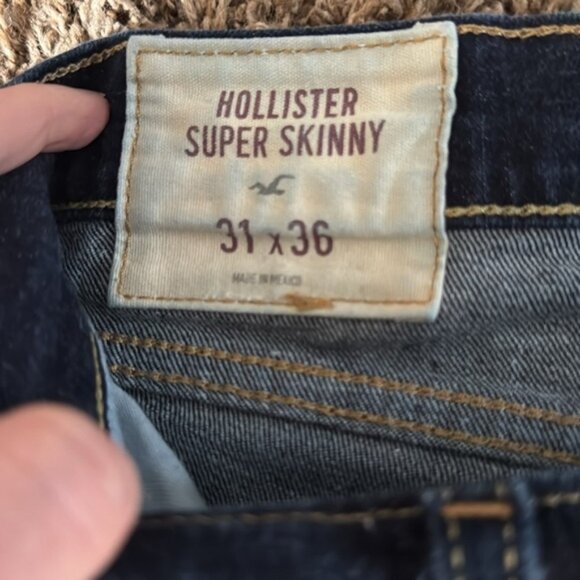 HOLLISTER
SUPER SKINNY
31 x 36
MADE IN MEXICO